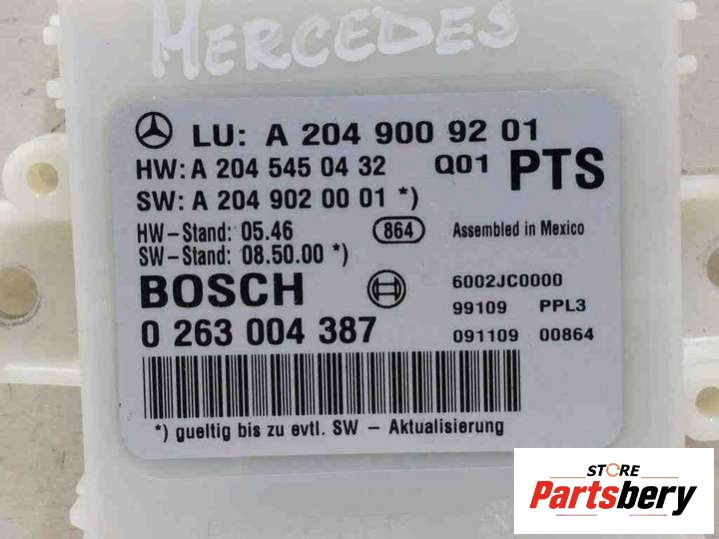 MERCEDES
LU: A 204 900 92 01
HW: A 204 545 04 32 Q01 PTS
SW: A 204 902 00 01 *)
HW-Stand: 05.46 864 Assembled in Mexico
SW-Stand: 08.50.00 *)
BOSCH 6002JC0000
99109 PPL3
0 263 004 387 091109 00864
*) gueltig bis zu evtl. SW - Aktualisierung
STORE
Partsbery